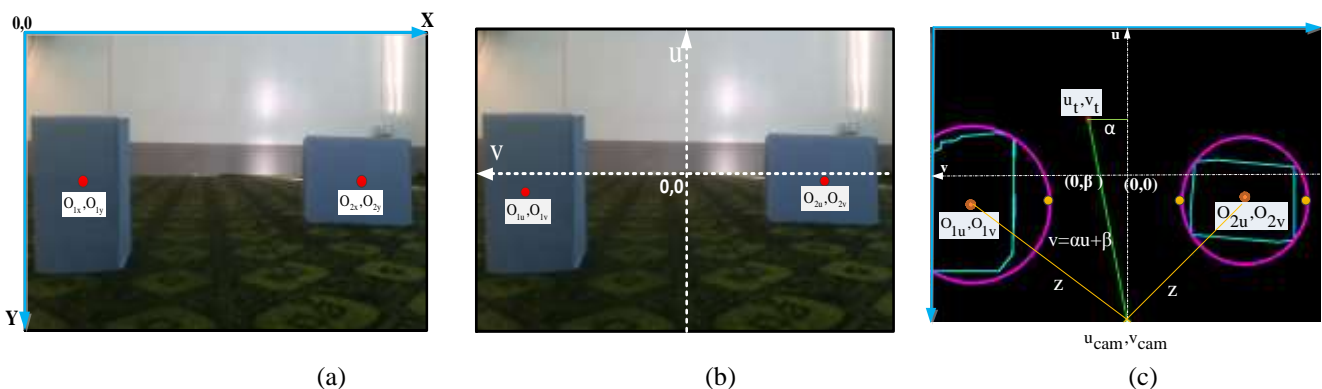 0,0
X
Y
O1x,O1y
O2x,O2y
(a)
u
v
0,0
O1u,O1v
O2u,O2v
(b)
u
ut,vt
α
v
(0,β )
(0,0)
O1u,O1v
O2u,O2v
v=αu+β
z
z
ucam,vcam
(c)